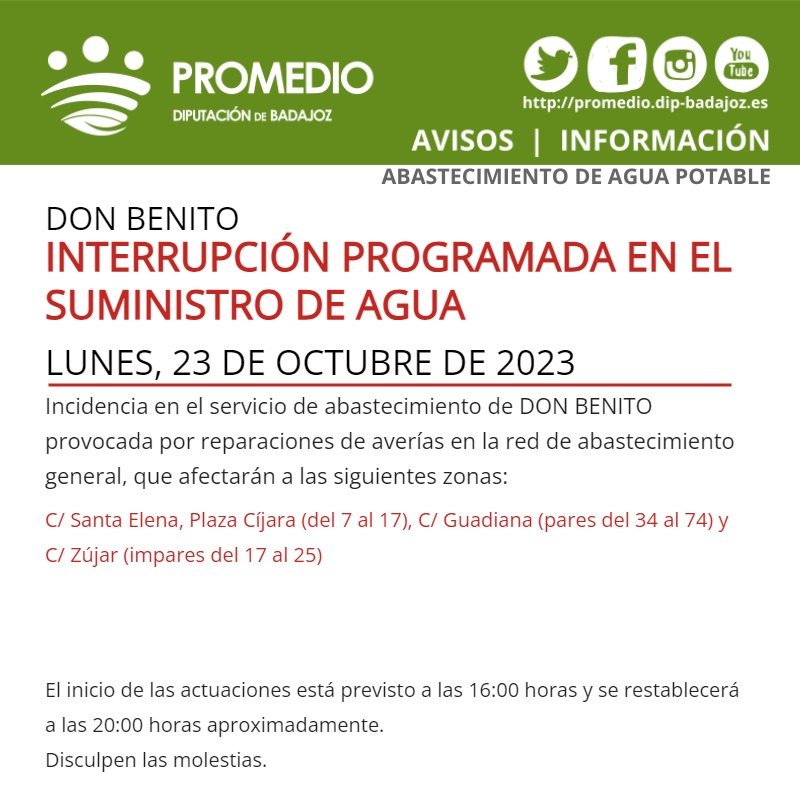 PROMEDIO
DIPUTACIÓN DE BADAJOZ
You
Tube
http://promedio.dip-badajoz.es
AVISOS | INFORMACIÓN
ABASTECIMIENTO DE AGUA POTABLE
DON BENITO
INTERRUPCIÓN PROGRAMADA EN EL
SUMINISTRO DE AGUA
LUNES, 23 DE OCTUBRE DE 2023
Incidencia en el servicio de abastecimiento de DON BENITO
provocada por reparaciones de averías en la red de abastecimiento
general, que afectarán a las siguientes zonas:
C/ Santa Elena, Plaza Cíjara (del 7 al 17), C/ Guadiana (pares del 34 al 74) y
C/ Zújar (impares del 17 al 25)
El inicio de las actuaciones está previsto a las 16:00 horas y se restablecerá
a las 20:00 horas aproximadamente.
Disculpen las molestias.